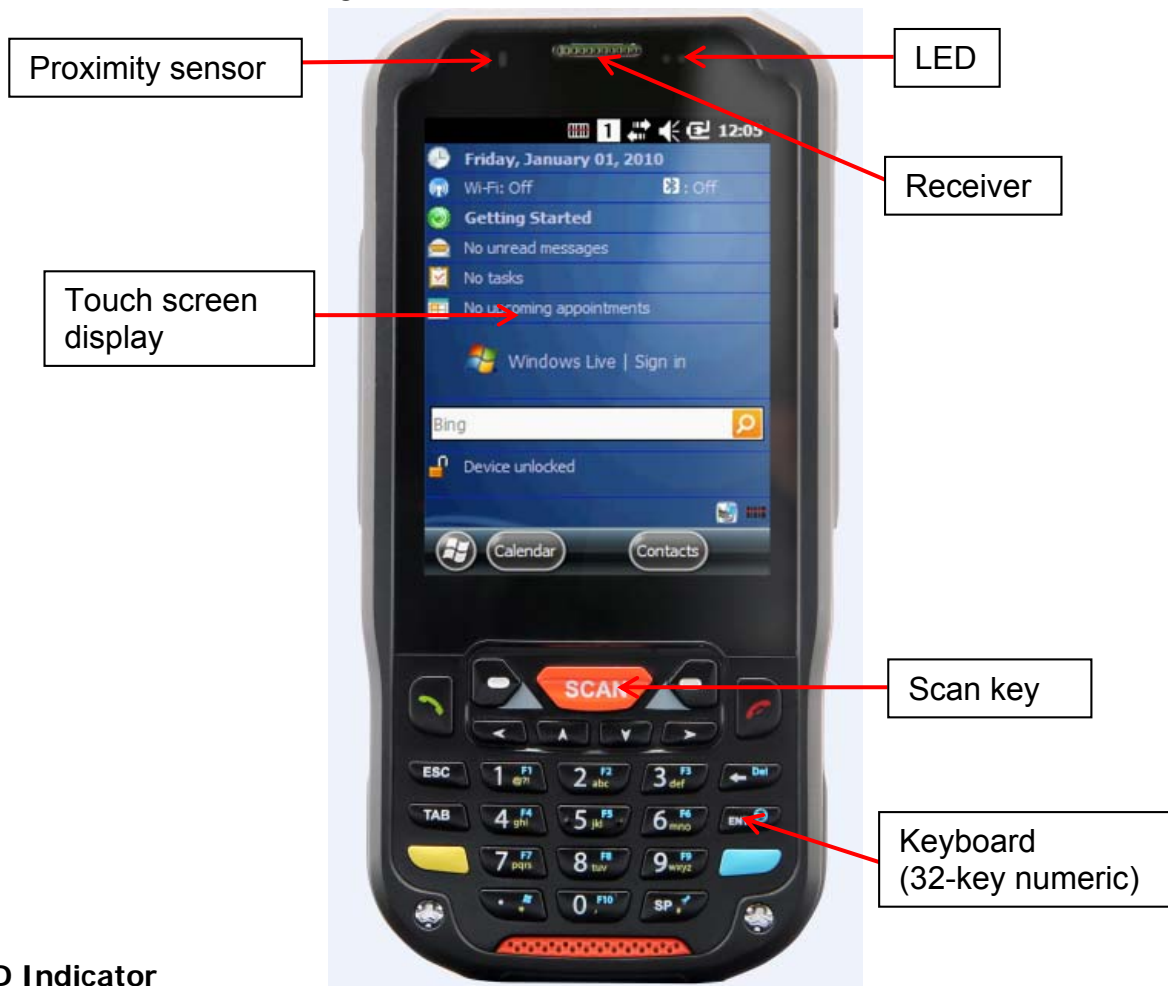 Proximity sensor
LED
Receiver
1 12:05
Friday, January 01, 2010
Wi-Fi: Off : Off
Getting Started
No unread messages
No tasks
No upcoming appointments
Touch screen
display
Windows Live | Sign in
Bing
Device unlocked
Calendar Contacts
SCAN
Scan key
ESC 1 F1 @?! 2 F2 abc 3 F3 def Del
TAB 4 F4 ghi 5 F5 jkl 6 F6 mno ENT
7 F7 pqrs 8 F8 tuv 9 F9 wxyz
. * 0 F10 , SP .
Keyboard
(32-key numeric)
D Indicator